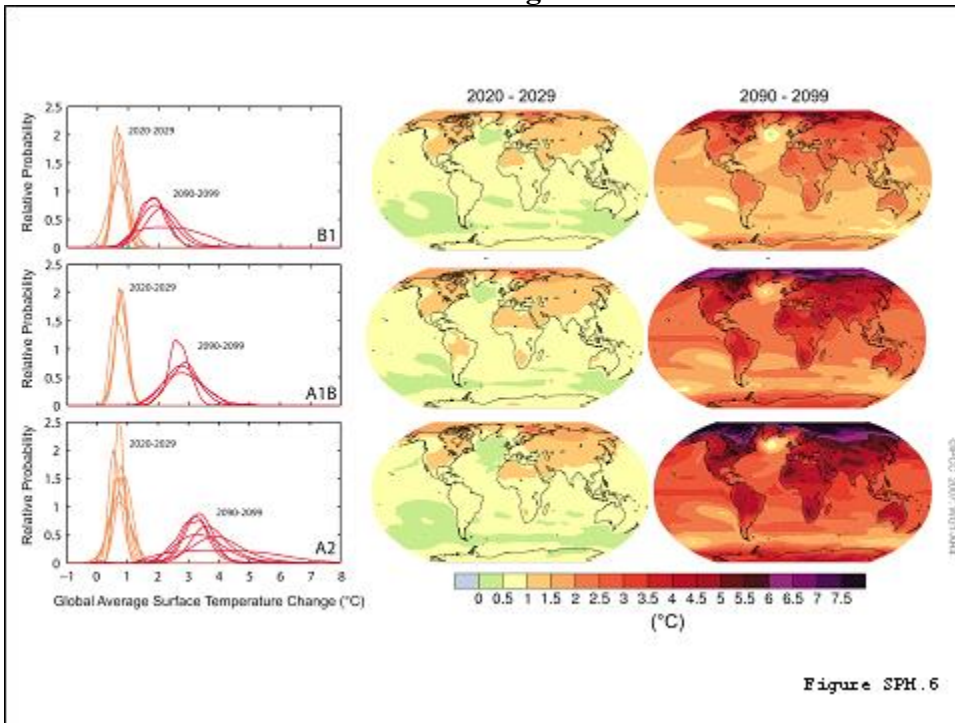 2020 - 2029
2090 - 2099
Relative Probability
2.5
2
1.5
1
0.5
0
2020-2029
2090-2099
B1
Relative Probability
2.5
2
1.5
1
0.5
0
2020-2029
2090-2099
A1B
Relative Probability
2.5
2
1.5
1
0.5
0
2020-2029
2090-2099
A2
-1 0 1 2 3 4 5 6 7 8
Global Average Surface Temperature Change (°C)
0 0.5 1 1.5 2 2.5 3 3.5 4 4.5 5 5.5 6 6.5 7 7.5
(°C)
Figure SPM.6